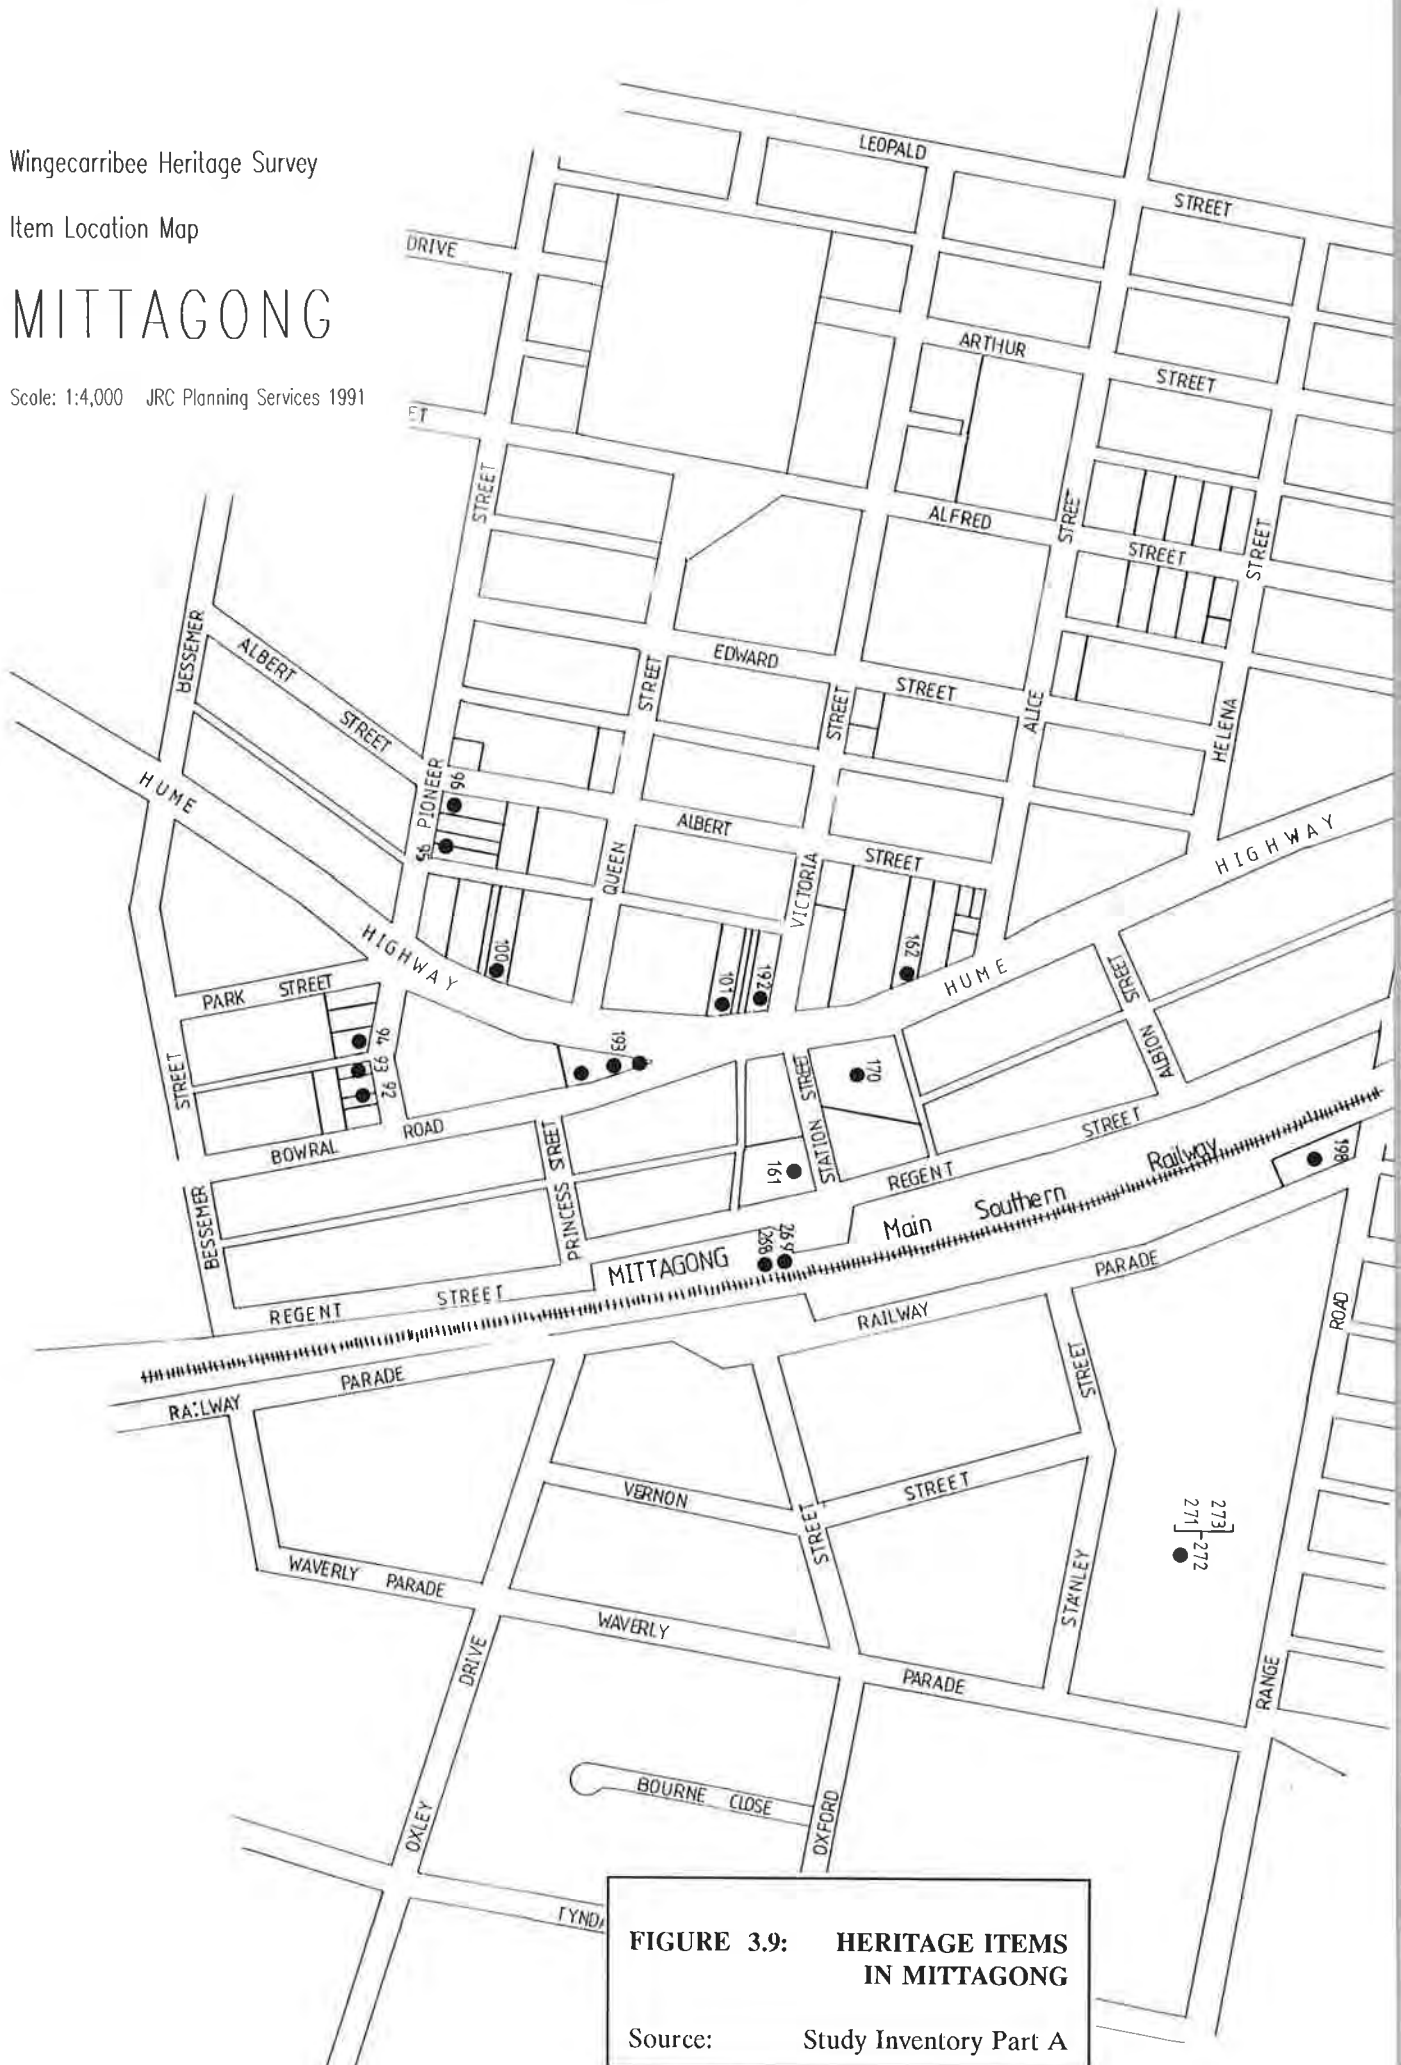 Wingecarribee Heritage Survey
Item Location Map
MITTAGONG
Scale: 1:4,000 JRC Planning Services 1991
LEOPALD STREET
DRIVE
ARTHUR STREET
ET
STREET
ALFRED STREET
STREET
STREET
BESSEMER
ALBERT STREET
EDWARD STREET
STREET
STREET
ALICE
HELENA
HUME HIGHWAY
PIONEER
96
95
ALBERT STREET
QUEEN
VICTORIA
HUME HIGHWAY
100
101
192
162
PARK STREET
94
93
92
193
STREET
BOWRAL ROAD
STATION STREET
170
ALBION STREET
PRINCESS STREET
161
REGENT STREET
198
BESSEMER
268
269
MITTAGONG
Main Southern Railway
REGENT STREET
RAILWAY PARADE
ROAD
RAILWAY PARADE
STREET
VERNON STREET
STREET
273
271
272
STANLEY
WAVERLY PARADE
WAVERLY PARADE
DRIVE
RANGE
BOURNE CLOSE
OXLEY
OXFORD
TYNDA
FIGURE 3.9: HERITAGE ITEMS
IN MITTAGONG
Source: Study Inventory Part A